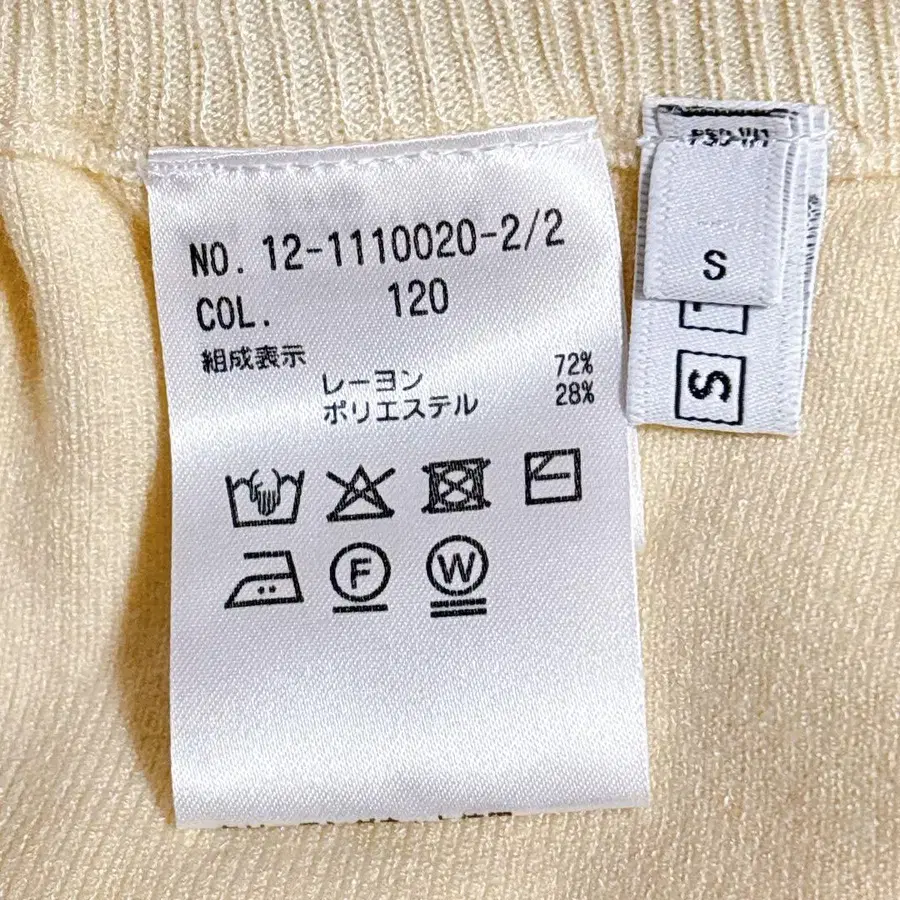 NO. 12-1110020-2/2
COL. 120
組成表示
レーヨン 72%
ポリエステル 28%
F
W
S
S